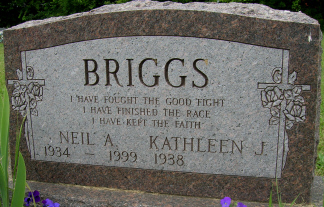 BRIGGS
I HAVE FOUGHT THE GOOD FIGHT
I HAVE FINISHED THE RACE
I HAVE KEPT THE FAITH
NEIL A. KATHLEEN J.
1934 - 1999 1938